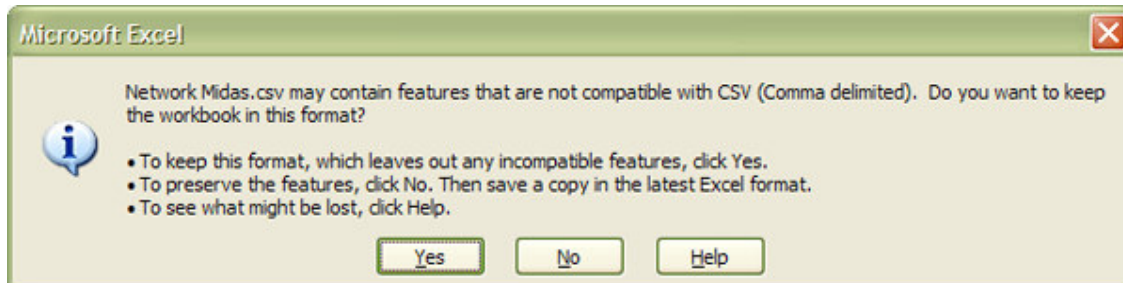 Microsoft Excel
Network Midas.csv may contain features that are not compatible with CSV (Comma delimited).  Do you want to keep
the workbook in this format?
• To keep this format, which leaves out any incompatible features, click Yes.
• To preserve the features, click No. Then save a copy in the latest Excel format.
• To see what might be lost, click Help.
Yes No Help